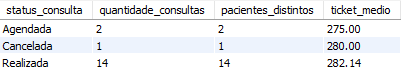 status_consulta quantidade_consultas pacientes_distintos ticket_medio
Agendada 2 2 275.00
Cancelada 1 1 280.00
Realizada 14 14 282.14